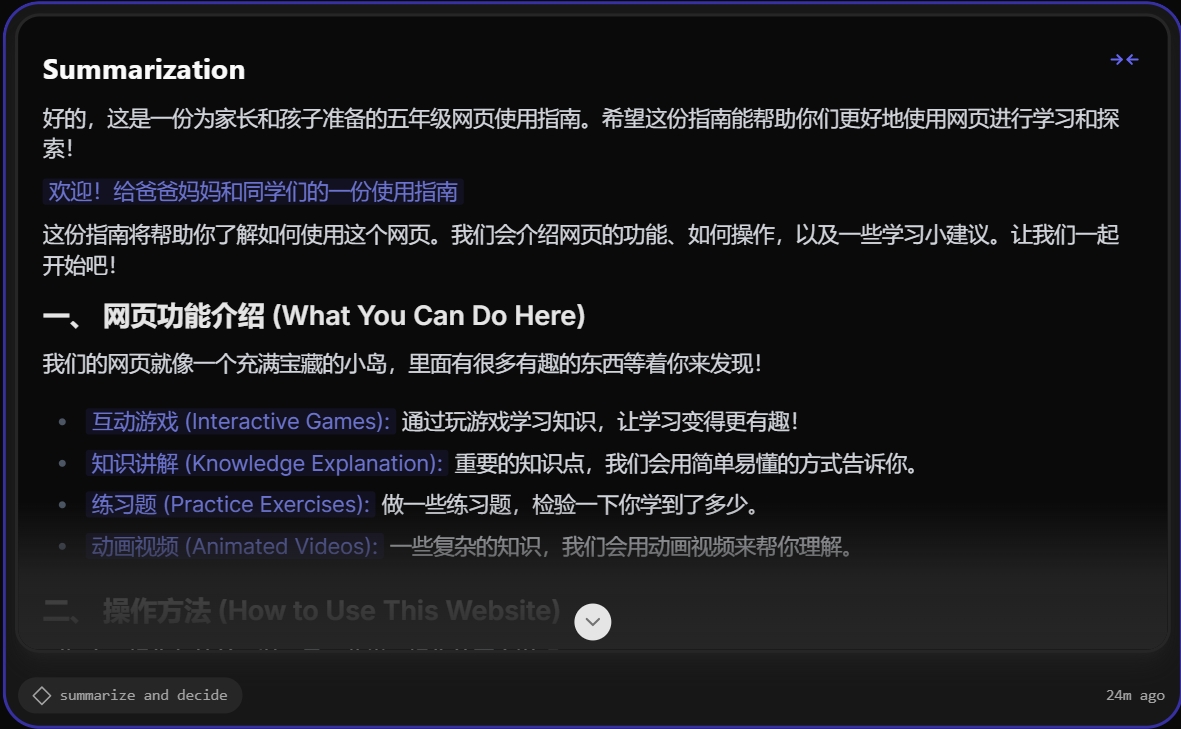 Summarization
好的，这是一份为家长和孩子准备的五年级网页使用指南。希望这份指南能帮助你们更好地使用网页进行学习和探
索！
欢迎！给爸爸妈妈和同学们的一份使用指南
这份指南将帮助你了解如何使用这个网页。我们会介绍网页的功能、如何操作，以及一些学习小建议。让我们一起
开始吧！
一、 网页功能介绍 (What You Can Do Here)
我们的网页就像一个充满宝藏的小岛，里面有很多有趣的东西等着你来发现！
• 互动游戏 (Interactive Games): 通过玩游戏学习知识，让学习变得更有趣！
• 知识讲解 (Knowledge Explanation): 重要的知识点，我们会用简单易懂的方式告诉你。
• 练习题 (Practice Exercises): 做一些练习题，检验一下你学到了多少。
• 动画视频 (Animated Videos): 一些复杂的知识，我们会用动画视频来帮你理解。
二、 操作方法 (How to Use This Website)
summarize and decide
24m ago